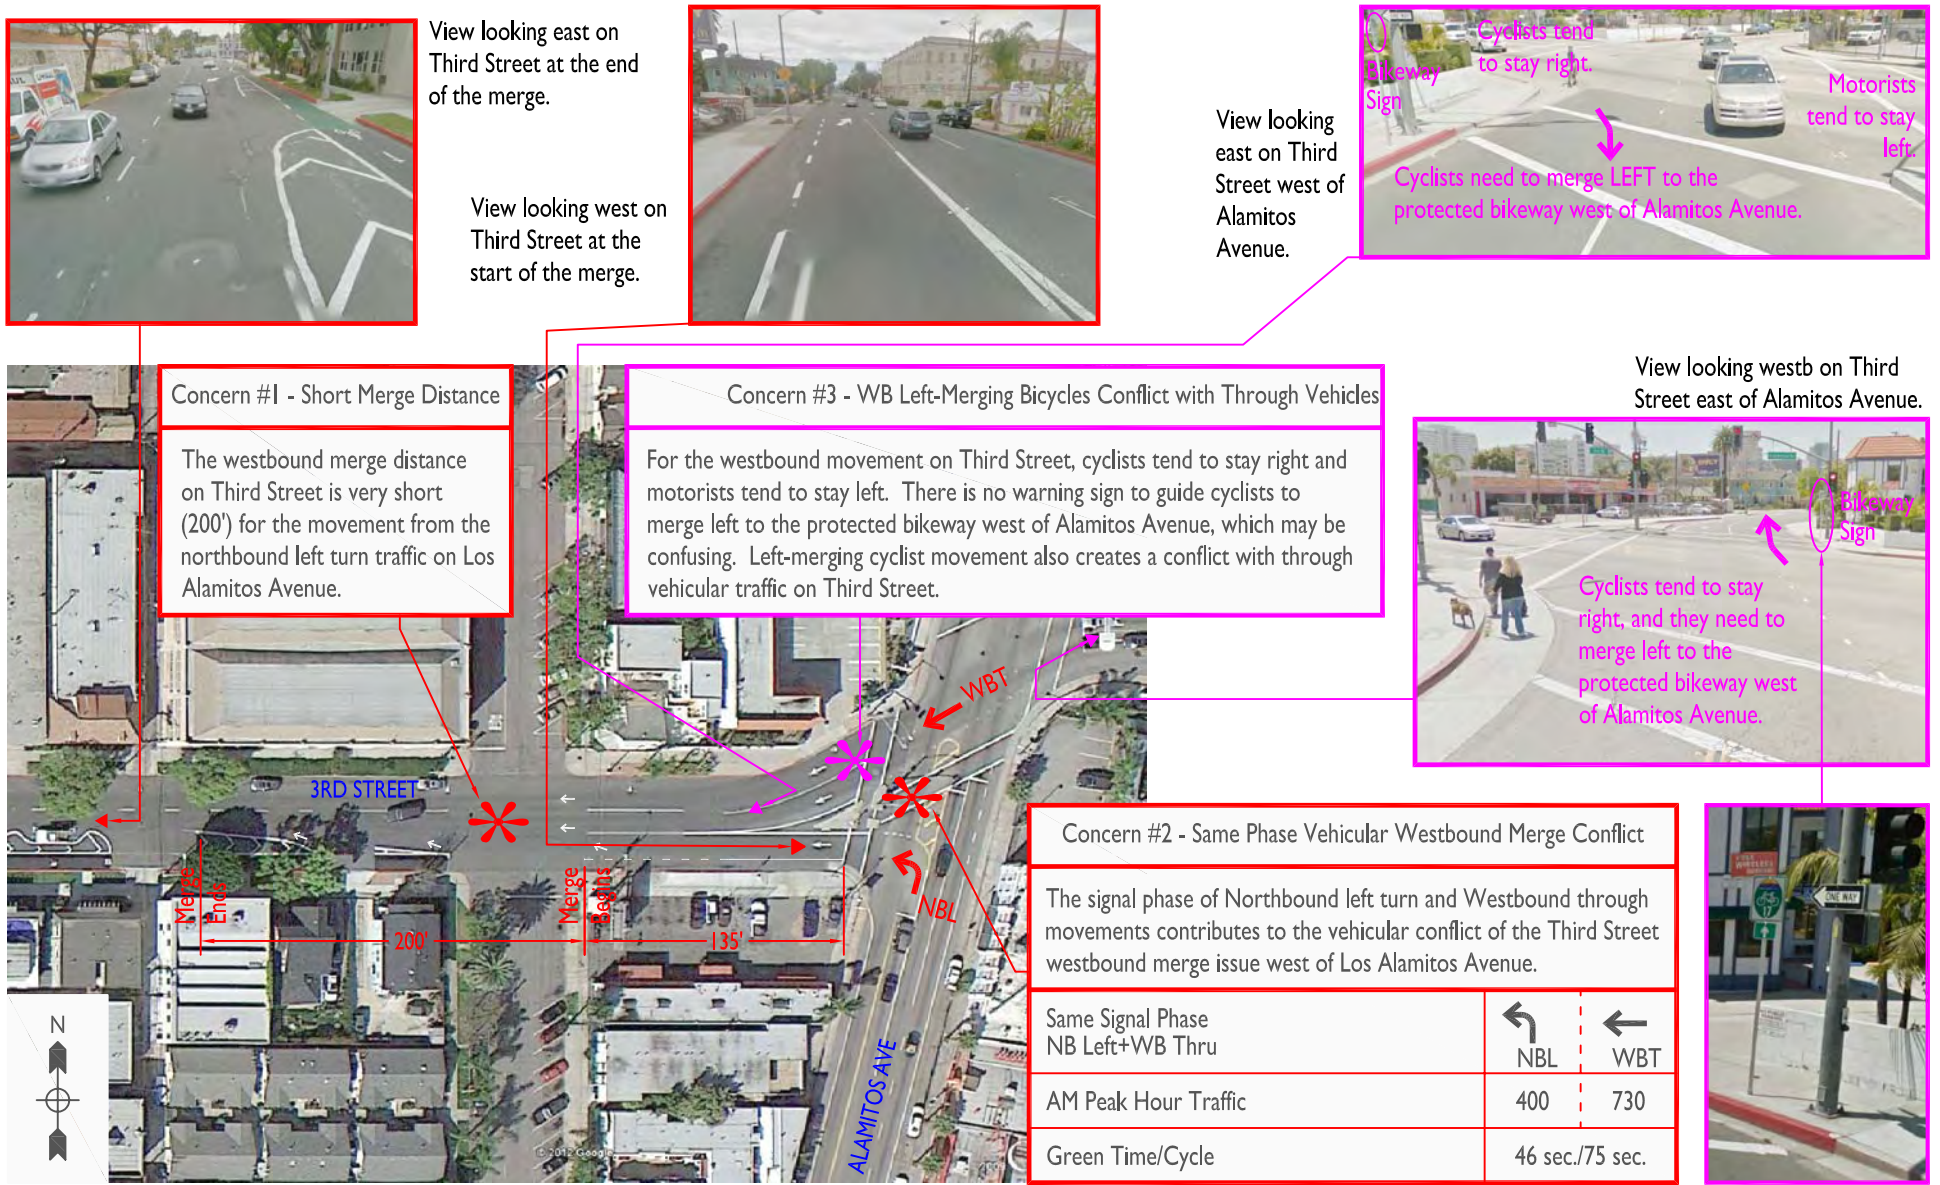 View looking east on
Third Street at the end
of the merge.
View looking west on
Third Street at the
start of the merge.
View looking
east on Third
Street west of
Alamitos
Avenue.
Bikeway
Sign
Cyclists tend
to stay right.
Motorists
tend to stay
left.
Cyclists need to merge LEFT to the
protected bikeway west of Alamitos Avenue.
Concern #1 - Short Merge Distance
The westbound merge distance
on Third Street is very short
(200') for the movement from the
northbound left turn traffic on Los
Alamitos Avenue.
Concern #3 - WB Left-Merging Bicycles Conflict with Through Vehicles
For the westbound movement on Third Street, cyclists tend to stay right and
motorists tend to stay left. There is no warning sign to guide cyclists to
merge left to the protected bikeway west of Alamitos Avenue, which may be
confusing. Left-merging cyclist movement also creates a conflict with through
vehicular traffic on Third Street.
View looking westb on Third
Street east of Alamitos Avenue.
Bikeway
Sign
Cyclists tend to stay
right, and they need to
merge left to the
protected bikeway west
of Alamitos Avenue.
WBT
3RD STREET
NBL
Merge
Ends
Merge
Begins
200'
135'
ALAMITOS AVE
N
© 2012 Google
Concern #2 - Same Phase Vehicular Westbound Merge Conflict
The signal phase of Northbound left turn and Westbound through
movements contributes to the vehicular conflict of the Third Street
westbound merge issue west of Los Alamitos Avenue.
Same Signal Phase
NB Left+WB Thru
NBL
WBT
AM Peak Hour Traffic
400
730
Green Time/Cycle
46 sec./75 sec.
ONE WAY
17